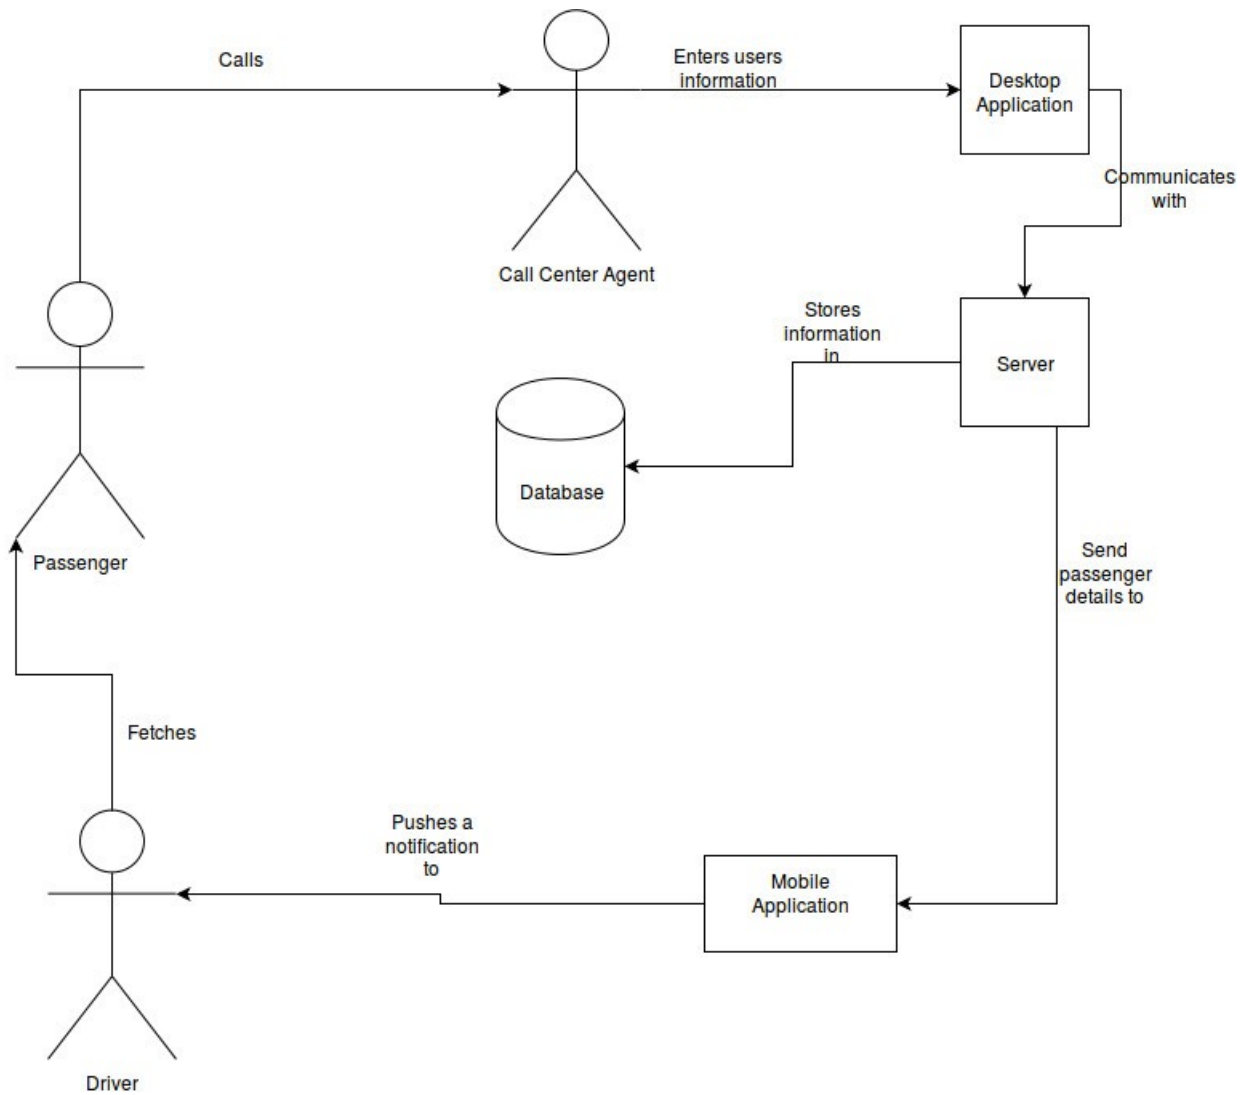 Calls
Enters users
information
Desktop
Application
Communicates
with
Call Center Agent
Stores
information
in
Server
Database
Passenger
Send
passenger
details to
Fetches
Pushes a
notification
to
Mobile
Application
Driver